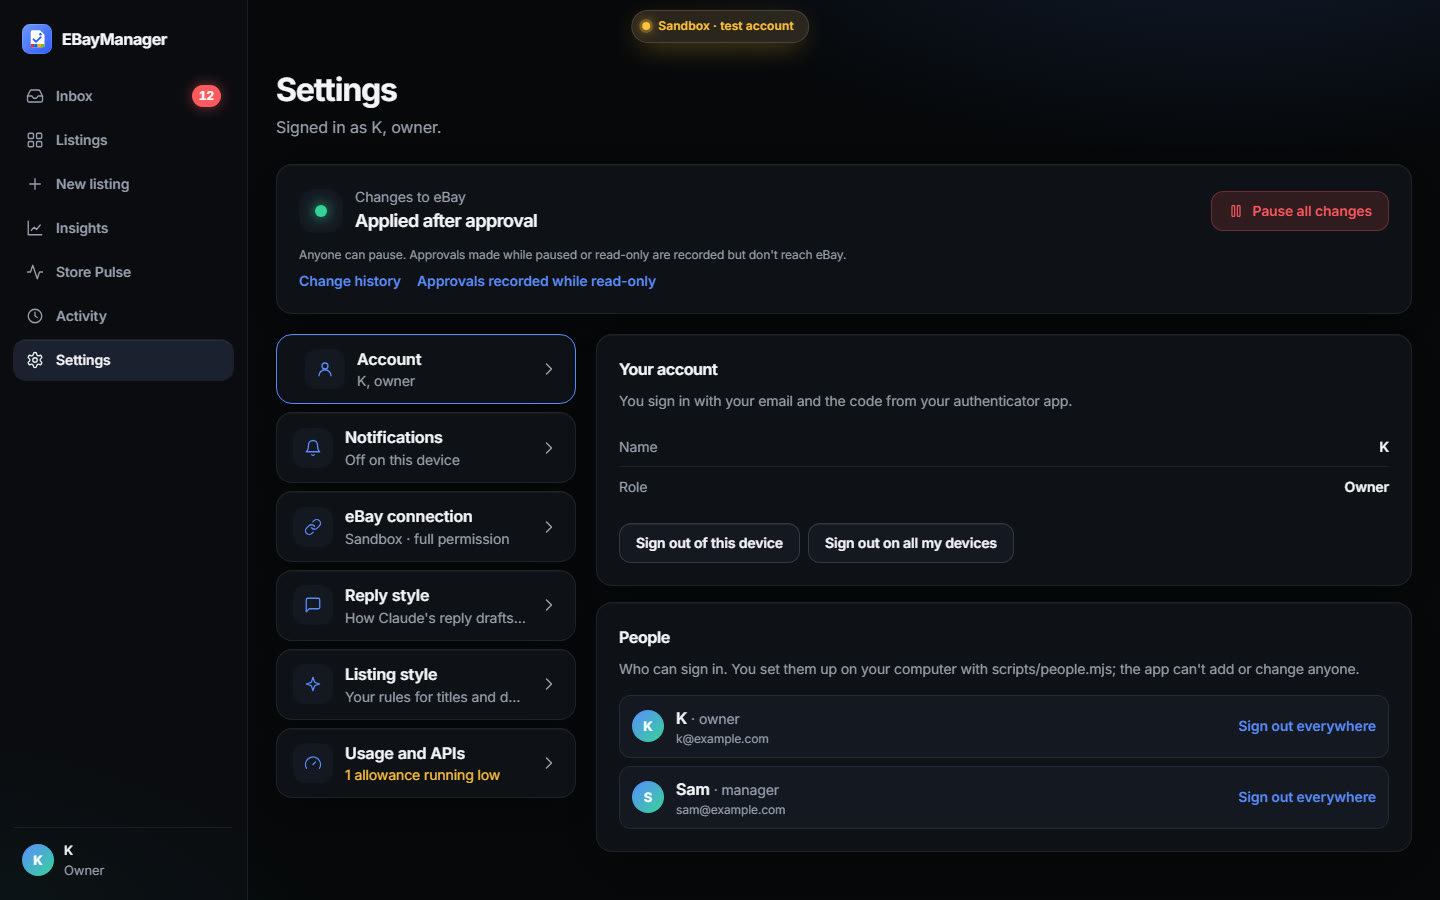 Sandbox · test account
EBayManager
Inbox
12
Listings
New listing
Insights
Store Pulse
Activity
Settings
K
K
Owner
Settings
Signed in as K, owner.
Changes to eBay
Applied after approval
Pause all changes
Anyone can pause. Approvals made while paused or read-only are recorded but don't reach eBay.
Change history
Approvals recorded while read-only
Account
K, owner
Notifications
Off on this device
eBay connection
Sandbox · full permission
Reply style
How Claude's reply drafts...
Listing style
Your rules for titles and d...
Usage and APIs
1 allowance running low
Your account
You sign in with your email and the code from your authenticator app.
Name
K
Role
Owner
Sign out of this device
Sign out on all my devices
People
Who can sign in. You set them up on your computer with scripts/people.mjs; the app can't add or change anyone.
K
K · owner
k@example.com
Sign out everywhere
S
Sam · manager
sam@example.com
Sign out everywhere